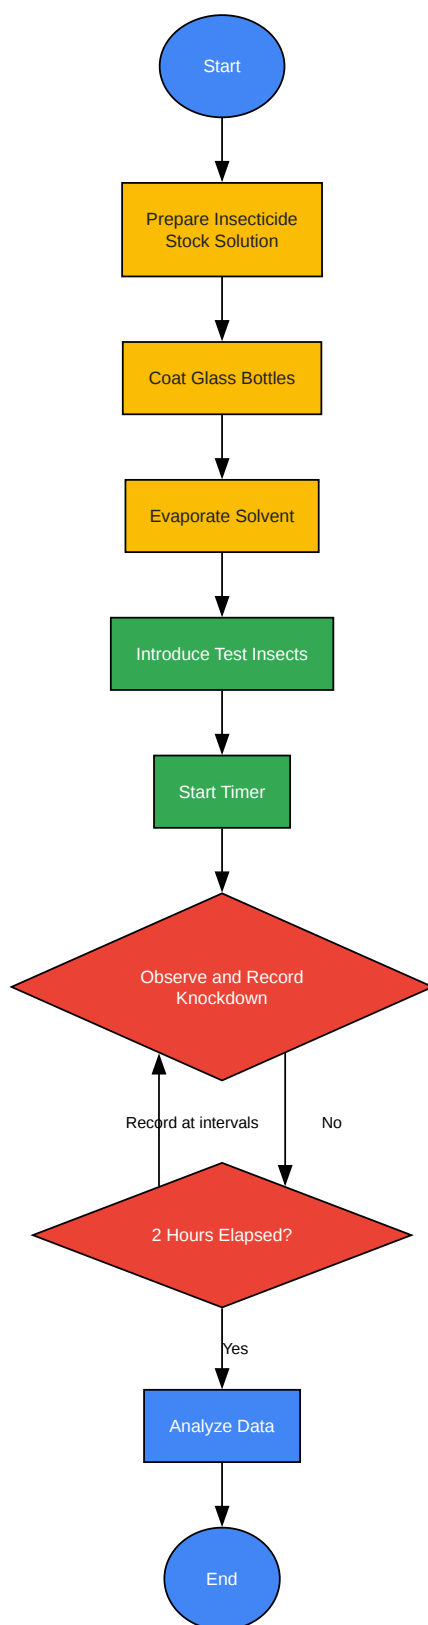 Start
Prepare Insecticide
Stock Solution
Coat Glass Bottles
Evaporate Solvent
Introduce Test Insects
Start Timer
Observe and Record
Knockdown
Record at intervals
No
2 Hours Elapsed?
Yes
Analyze Data
End